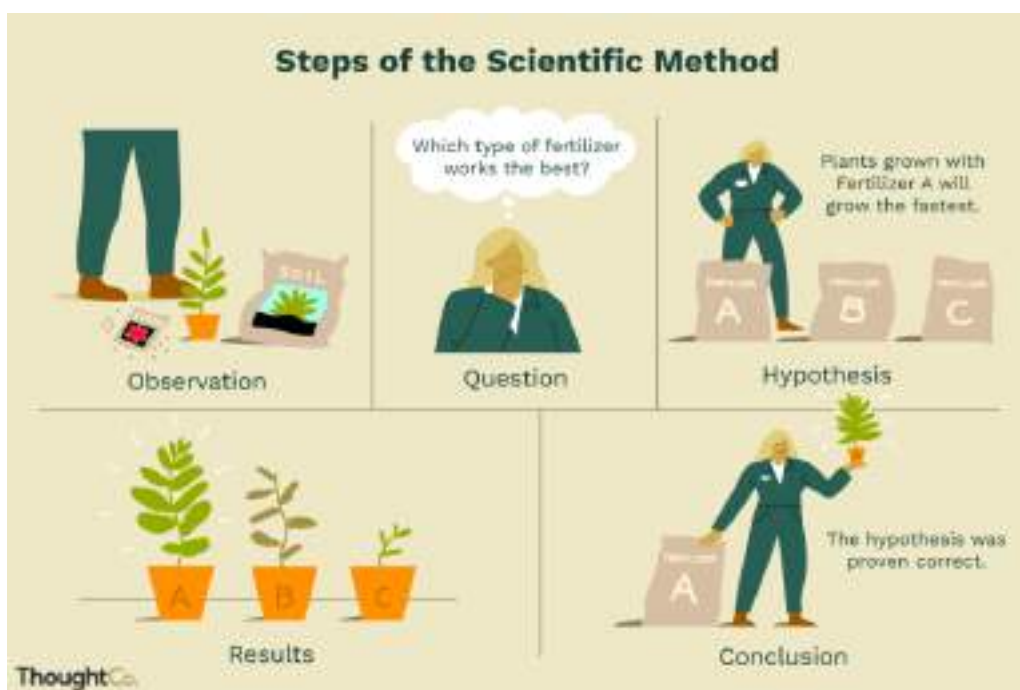 Steps of the Scientific Method
Which type of fertilizer
works the best?
Plants grown with
Fertilizer A will
grow the fastest.
SOIL
A
B
C
Observation
Question
Hypothesis
A
B
C
The hypothesis was
proven correct.
A
Results
Conclusion
ThoughtCo.